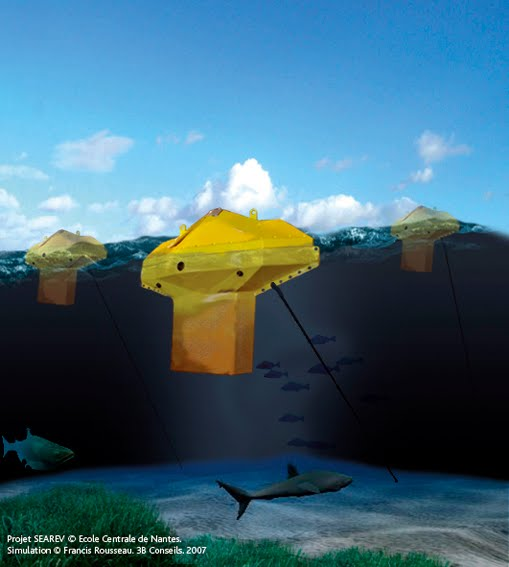 Projet SEAREV © Ecole Centrale de Nantes.
Simulation © Francis Rousseau. 3B Conseils. 2007